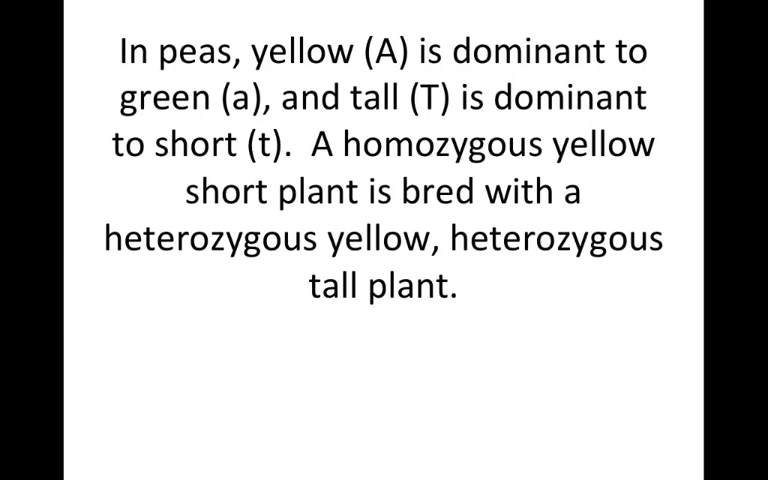 In peas, yellow (A) is dominant to
green (a), and tall (T) is dominant
to short (t).  A homozygous yellow
short plant is bred with a
heterozygous yellow, heterozygous
tall plant.